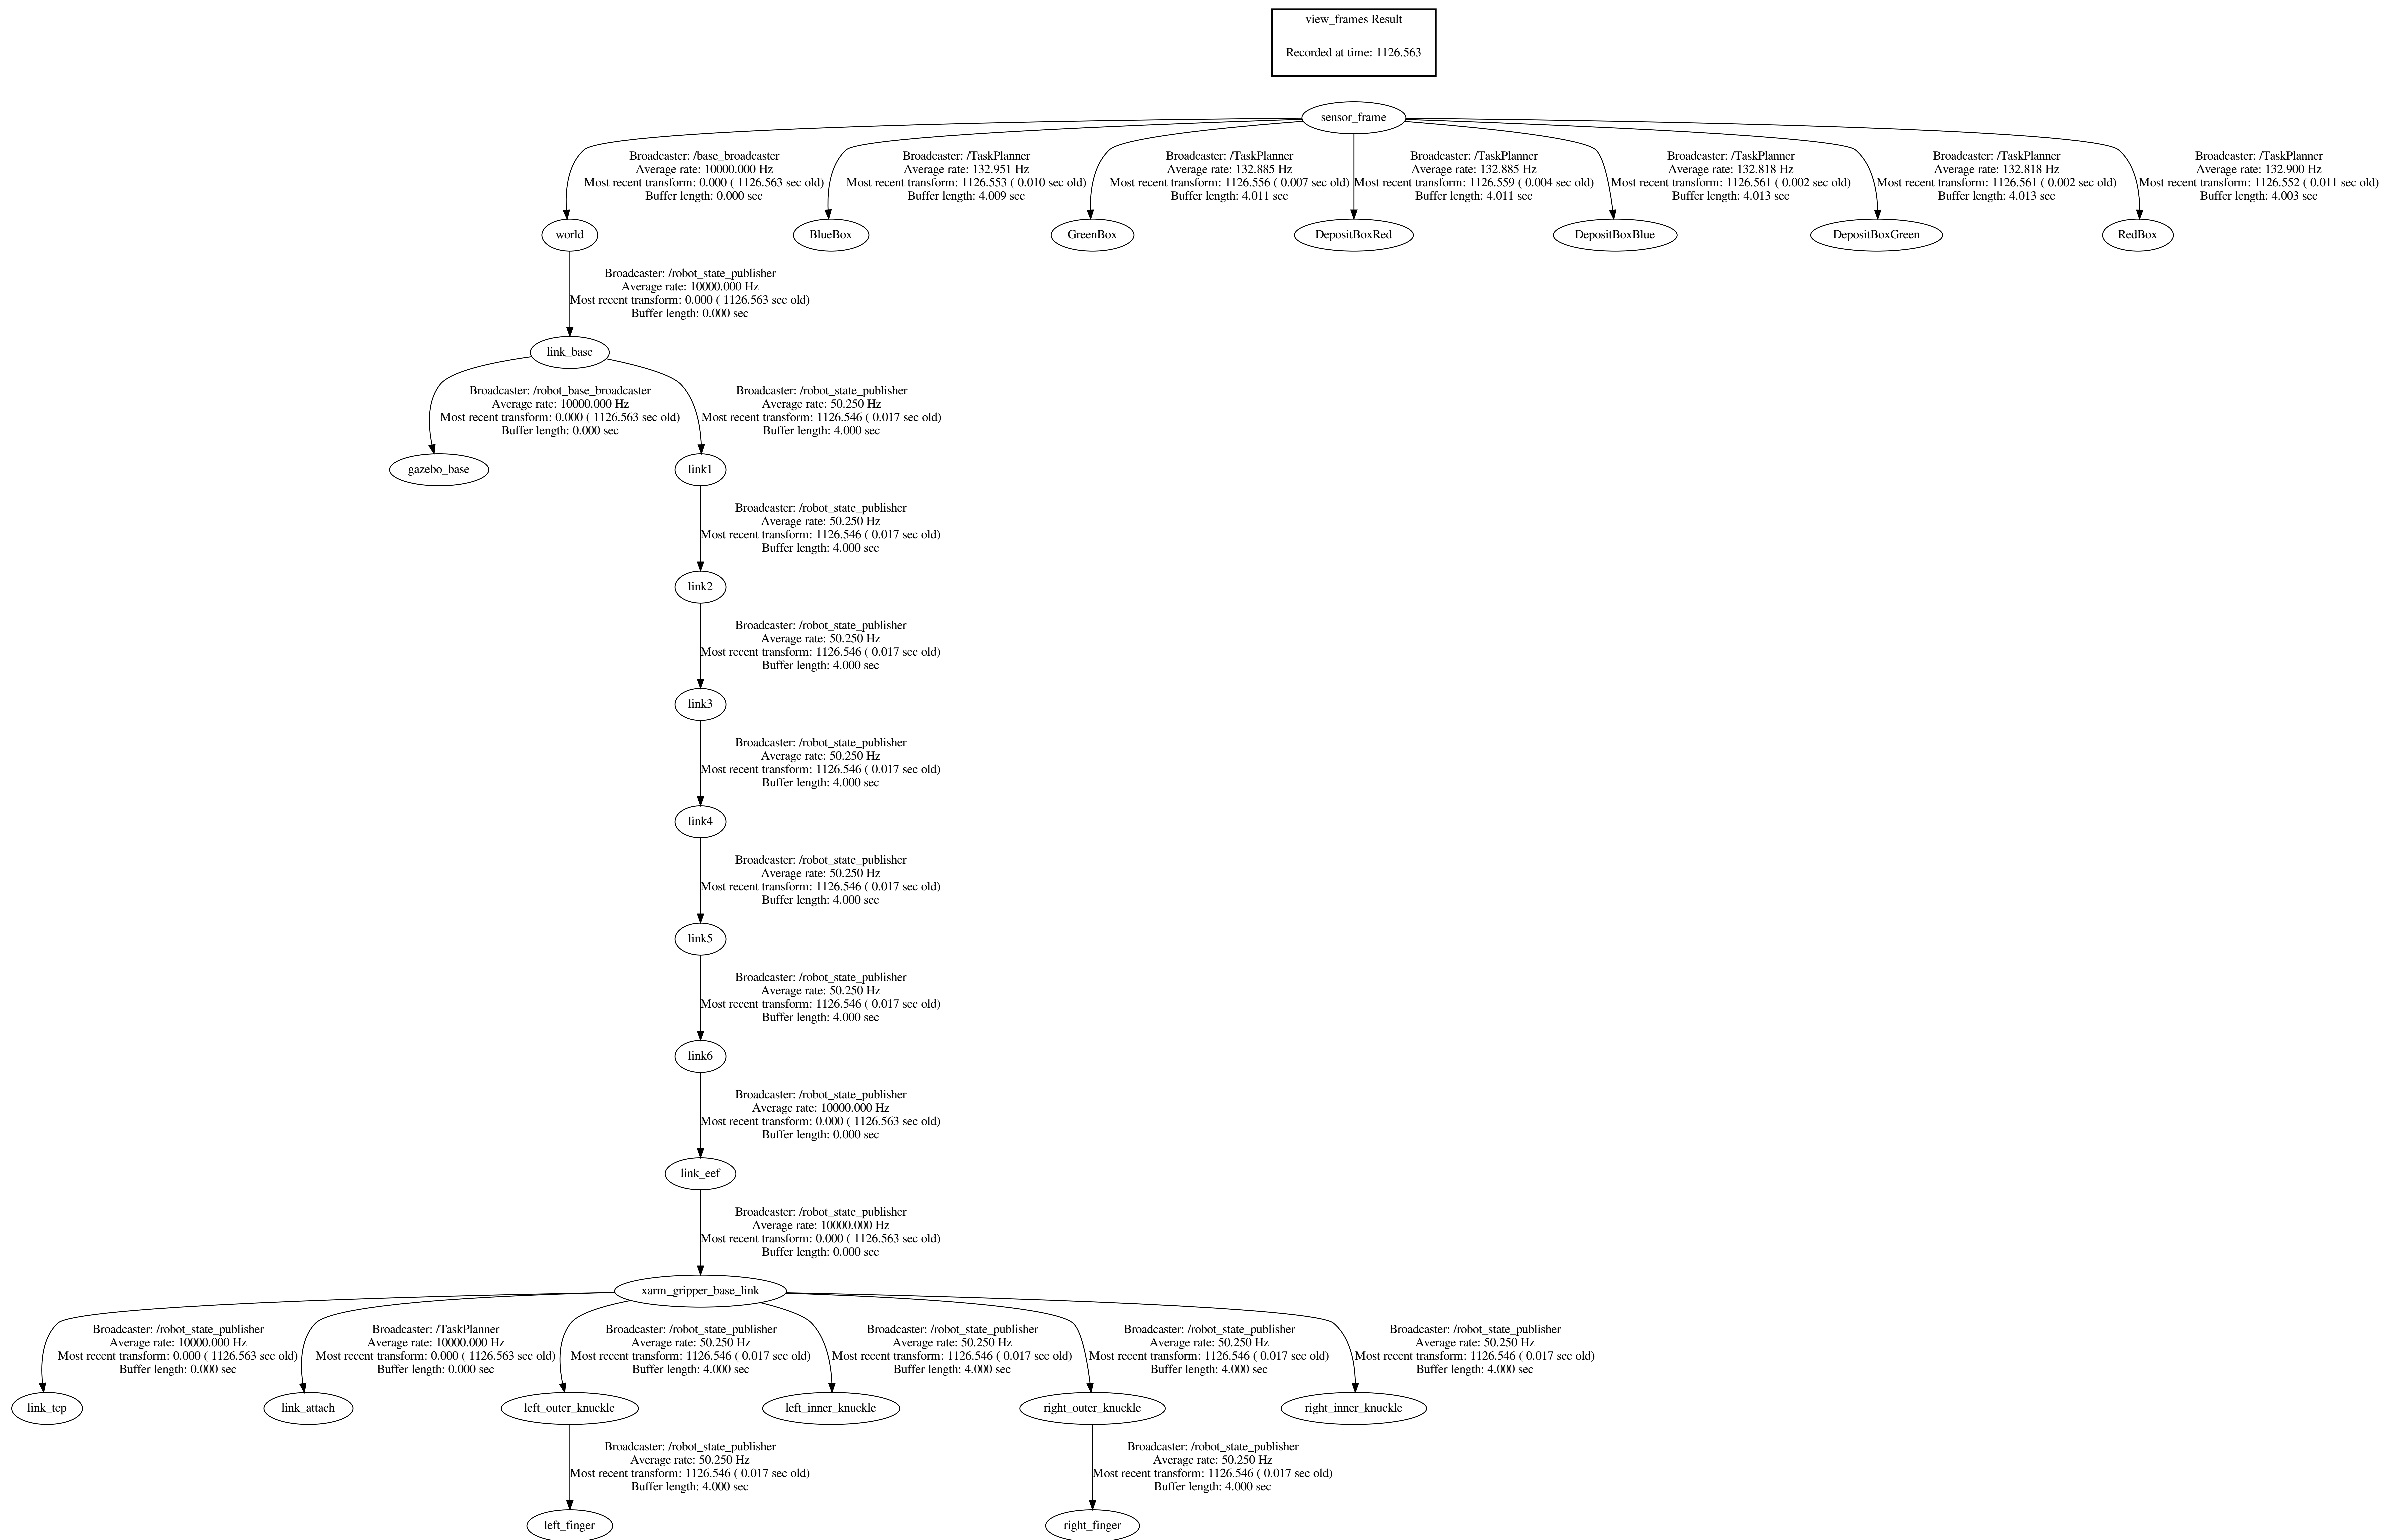 view_frames Result
Recorded at time: 1126.563
sensor_frame
Broadcaster: /base_broadcaster
Average rate: 10000.000 Hz
Most recent transform: 0.000 ( 1126.563 sec old)
Buffer length: 0.000 sec
Broadcaster: /TaskPlanner
Average rate: 132.951 Hz
Most recent transform: 1126.553 ( 0.010 sec old)
Buffer length: 4.009 sec
Broadcaster: /TaskPlanner
Average rate: 132.885 Hz
Most recent transform: 1126.556 ( 0.007 sec old)
Buffer length: 4.011 sec
Broadcaster: /TaskPlanner
Average rate: 132.885 Hz
Most recent transform: 1126.559 ( 0.004 sec old)
Buffer length: 4.011 sec
Broadcaster: /TaskPlanner
Average rate: 132.818 Hz
Most recent transform: 1126.561 ( 0.002 sec old)
Buffer length: 4.013 sec
Broadcaster: /TaskPlanner
Average rate: 132.818 Hz
Most recent transform: 1126.561 ( 0.002 sec old)
Buffer length: 4.013 sec
Broadcaster: /TaskPlanner
Average rate: 132.900 Hz
Most recent transform: 1126.552 ( 0.011 sec old)
Buffer length: 4.003 sec
world
BlueBox
GreenBox
DepositBoxRed
DepositBoxBlue
DepositBoxGreen
RedBox
Broadcaster: /robot_state_publisher
Average rate: 10000.000 Hz
Most recent transform: 0.000 ( 1126.563 sec old)
Buffer length: 0.000 sec
link_base
Broadcaster: /robot_base_broadcaster
Average rate: 10000.000 Hz
Most recent transform: 0.000 ( 1126.563 sec old)
Buffer length: 0.000 sec
Broadcaster: /robot_state_publisher
Average rate: 50.250 Hz
Most recent transform: 1126.546 ( 0.017 sec old)
Buffer length: 4.000 sec
gazebo_base
link1
Broadcaster: /robot_state_publisher
Average rate: 50.250 Hz
Most recent transform: 1126.546 ( 0.017 sec old)
Buffer length: 4.000 sec
link2
Broadcaster: /robot_state_publisher
Average rate: 50.250 Hz
Most recent transform: 1126.546 ( 0.017 sec old)
Buffer length: 4.000 sec
link3
Broadcaster: /robot_state_publisher
Average rate: 50.250 Hz
Most recent transform: 1126.546 ( 0.017 sec old)
Buffer length: 4.000 sec
link4
Broadcaster: /robot_state_publisher
Average rate: 50.250 Hz
Most recent transform: 1126.546 ( 0.017 sec old)
Buffer length: 4.000 sec
link5
Broadcaster: /robot_state_publisher
Average rate: 50.250 Hz
Most recent transform: 1126.546 ( 0.017 sec old)
Buffer length: 4.000 sec
link6
Broadcaster: /robot_state_publisher
Average rate: 10000.000 Hz
Most recent transform: 0.000 ( 1126.563 sec old)
Buffer length: 0.000 sec
link_eef
Broadcaster: /robot_state_publisher
Average rate: 10000.000 Hz
Most recent transform: 0.000 ( 1126.563 sec old)
Buffer length: 0.000 sec
xarm_gripper_base_link
Broadcaster: /robot_state_publisher
Average rate: 10000.000 Hz
Most recent transform: 0.000 ( 1126.563 sec old)
Buffer length: 0.000 sec
Broadcaster: /TaskPlanner
Average rate: 10000.000 Hz
Most recent transform: 0.000 ( 1126.563 sec old)
Buffer length: 0.000 sec
Broadcaster: /robot_state_publisher
Average rate: 50.250 Hz
Most recent transform: 1126.546 ( 0.017 sec old)
Buffer length: 4.000 sec
Broadcaster: /robot_state_publisher
Average rate: 50.250 Hz
Most recent transform: 1126.546 ( 0.017 sec old)
Buffer length: 4.000 sec
Broadcaster: /robot_state_publisher
Average rate: 50.250 Hz
Most recent transform: 1126.546 ( 0.017 sec old)
Buffer length: 4.000 sec
Broadcaster: /robot_state_publisher
Average rate: 50.250 Hz
Most recent transform: 1126.546 ( 0.017 sec old)
Buffer length: 4.000 sec
link_tcp
link_attach
left_outer_knuckle
left_inner_knuckle
right_outer_knuckle
right_inner_knuckle
Broadcaster: /robot_state_publisher
Average rate: 50.250 Hz
Most recent transform: 1126.546 ( 0.017 sec old)
Buffer length: 4.000 sec
Broadcaster: /robot_state_publisher
Average rate: 50.250 Hz
Most recent transform: 1126.546 ( 0.017 sec old)
Buffer length: 4.000 sec
left_finger
right_finger